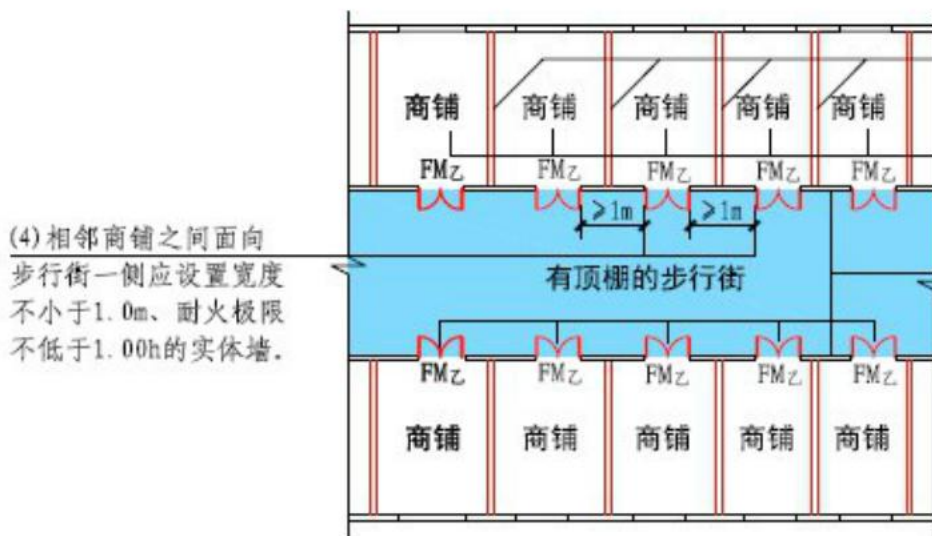 商铺 商铺 商铺 商铺 商铺
FM乙 FM乙 FM乙 FM乙 FM乙
≥1m ≥1m
(4)相邻商铺之间面向
步行街一侧应设置宽度
不小于1.0m、耐火极限
不低于1.00h的实体墙。
有顶棚的步行街
FM乙 FM乙 FM乙 FM乙 FM乙
商铺 商铺 商铺 商铺 商铺